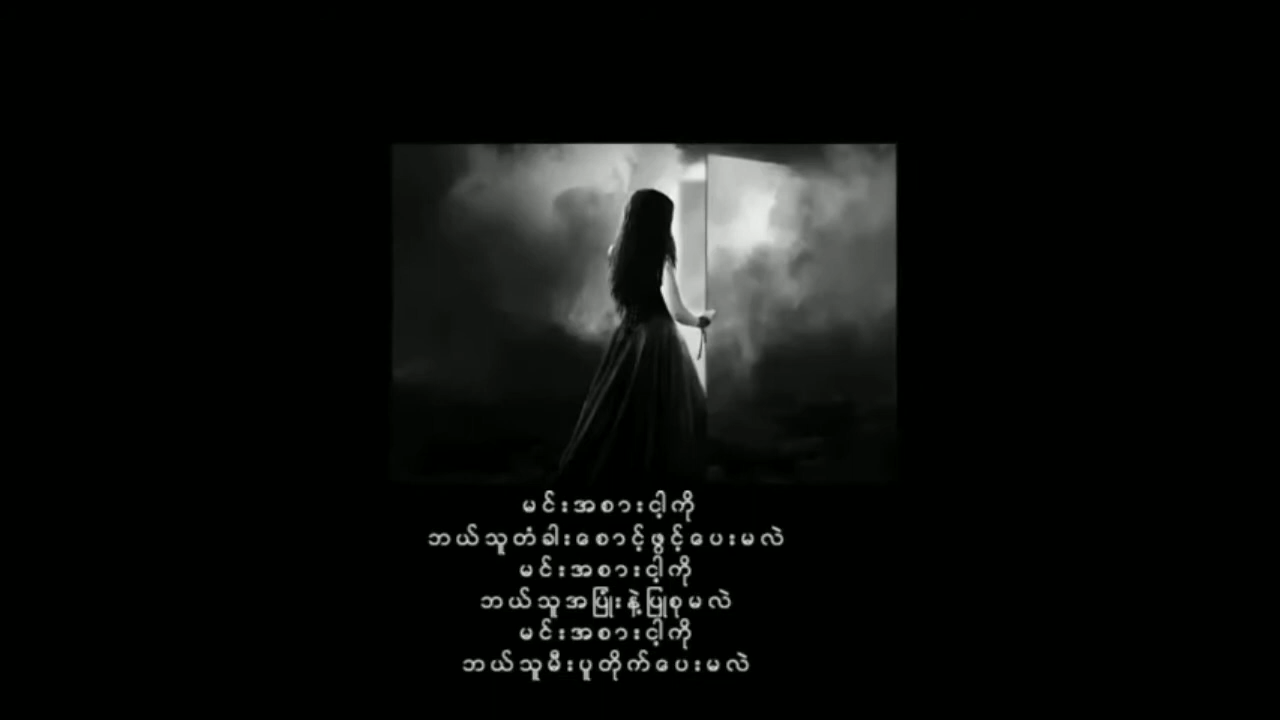 မင်းအစားငါ့ကို
ဘယ်သူတံခါးစောင့်ဖွင့်ပေးမလဲ
မင်းအစားငါ့ကို
ဘယ်သူအပြုံးနဲ့ပြုစုမလဲ
မင်းအစားငါ့ကို
ဘယ်သူမီးပူတိုက်ပေးမလဲ